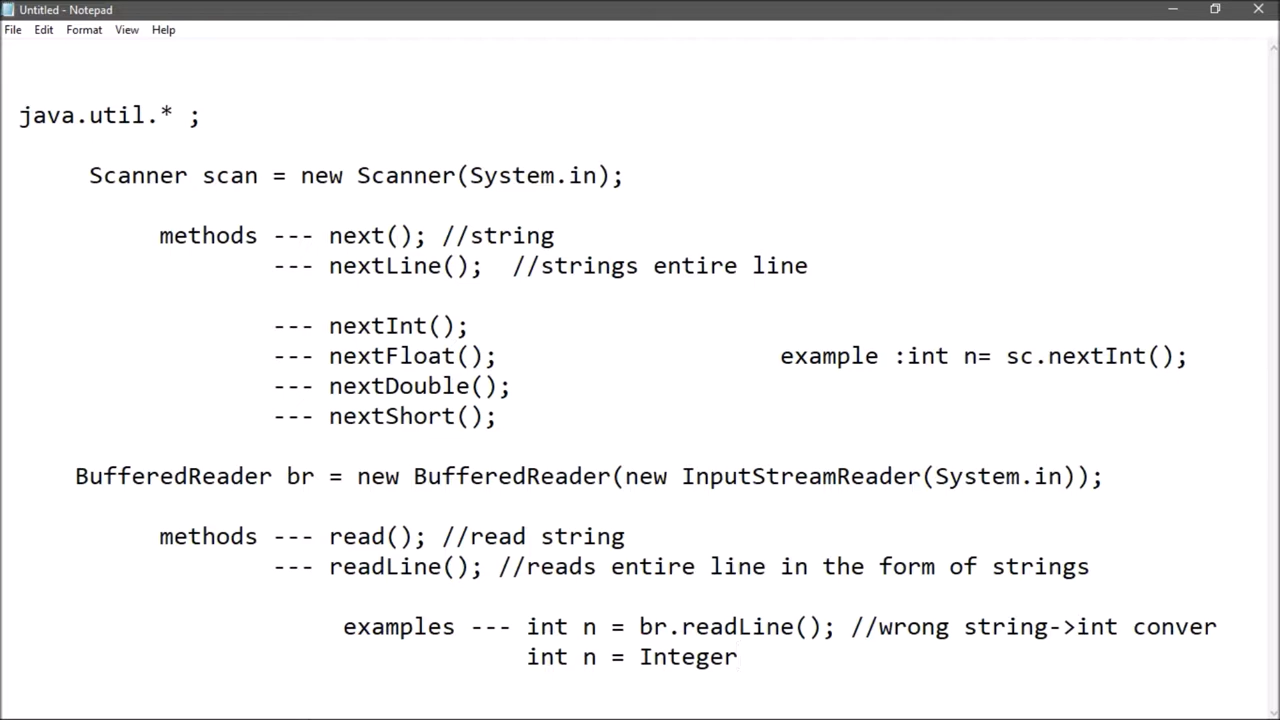 Untitled - Notepad
File Edit Format View Help
java.util.* ;
Scanner scan = new Scanner(System.in);
methods --- next(); //string
--- nextLine(); //strings entire line
--- nextInt();
--- nextFloat(); example :int n= sc.nextInt();
--- nextDouble();
--- nextShort();
BufferedReader br = new BufferedReader(new InputStreamReader(System.in));
methods --- read(); //read string
--- readLine(); //reads entire line in the form of strings
examples --- int n = br.readLine(); //wrong string->int conver
int n = Integer